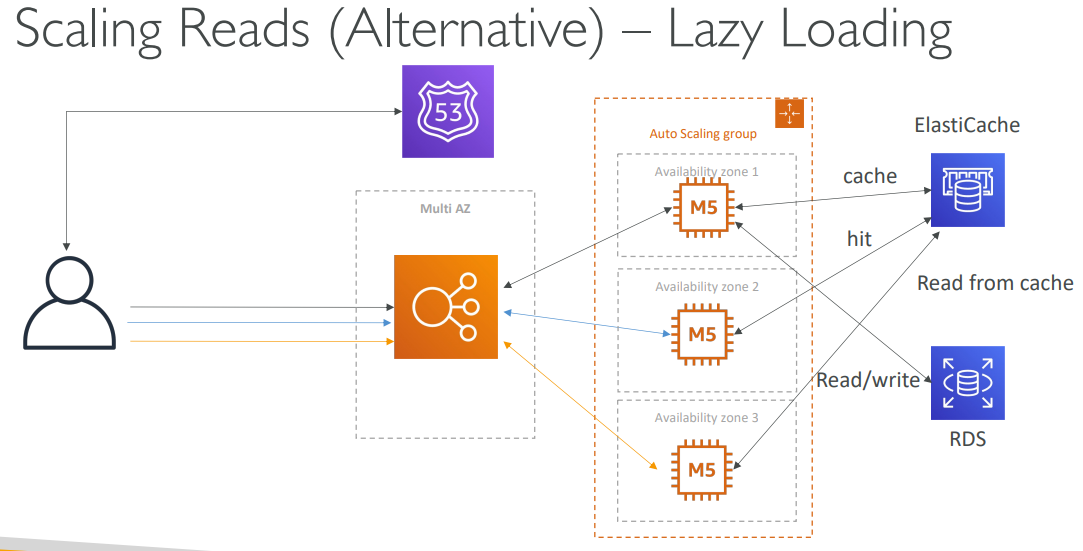 Scaling Reads (Alternative) – Lazy Loading
53
Multi AZ
Auto Scaling group
Availability zone 1
M5
Availability zone 2
M5
Availability zone 3
M5
cache
hit
Read/write
ElastiCache
Read from cache
RDS